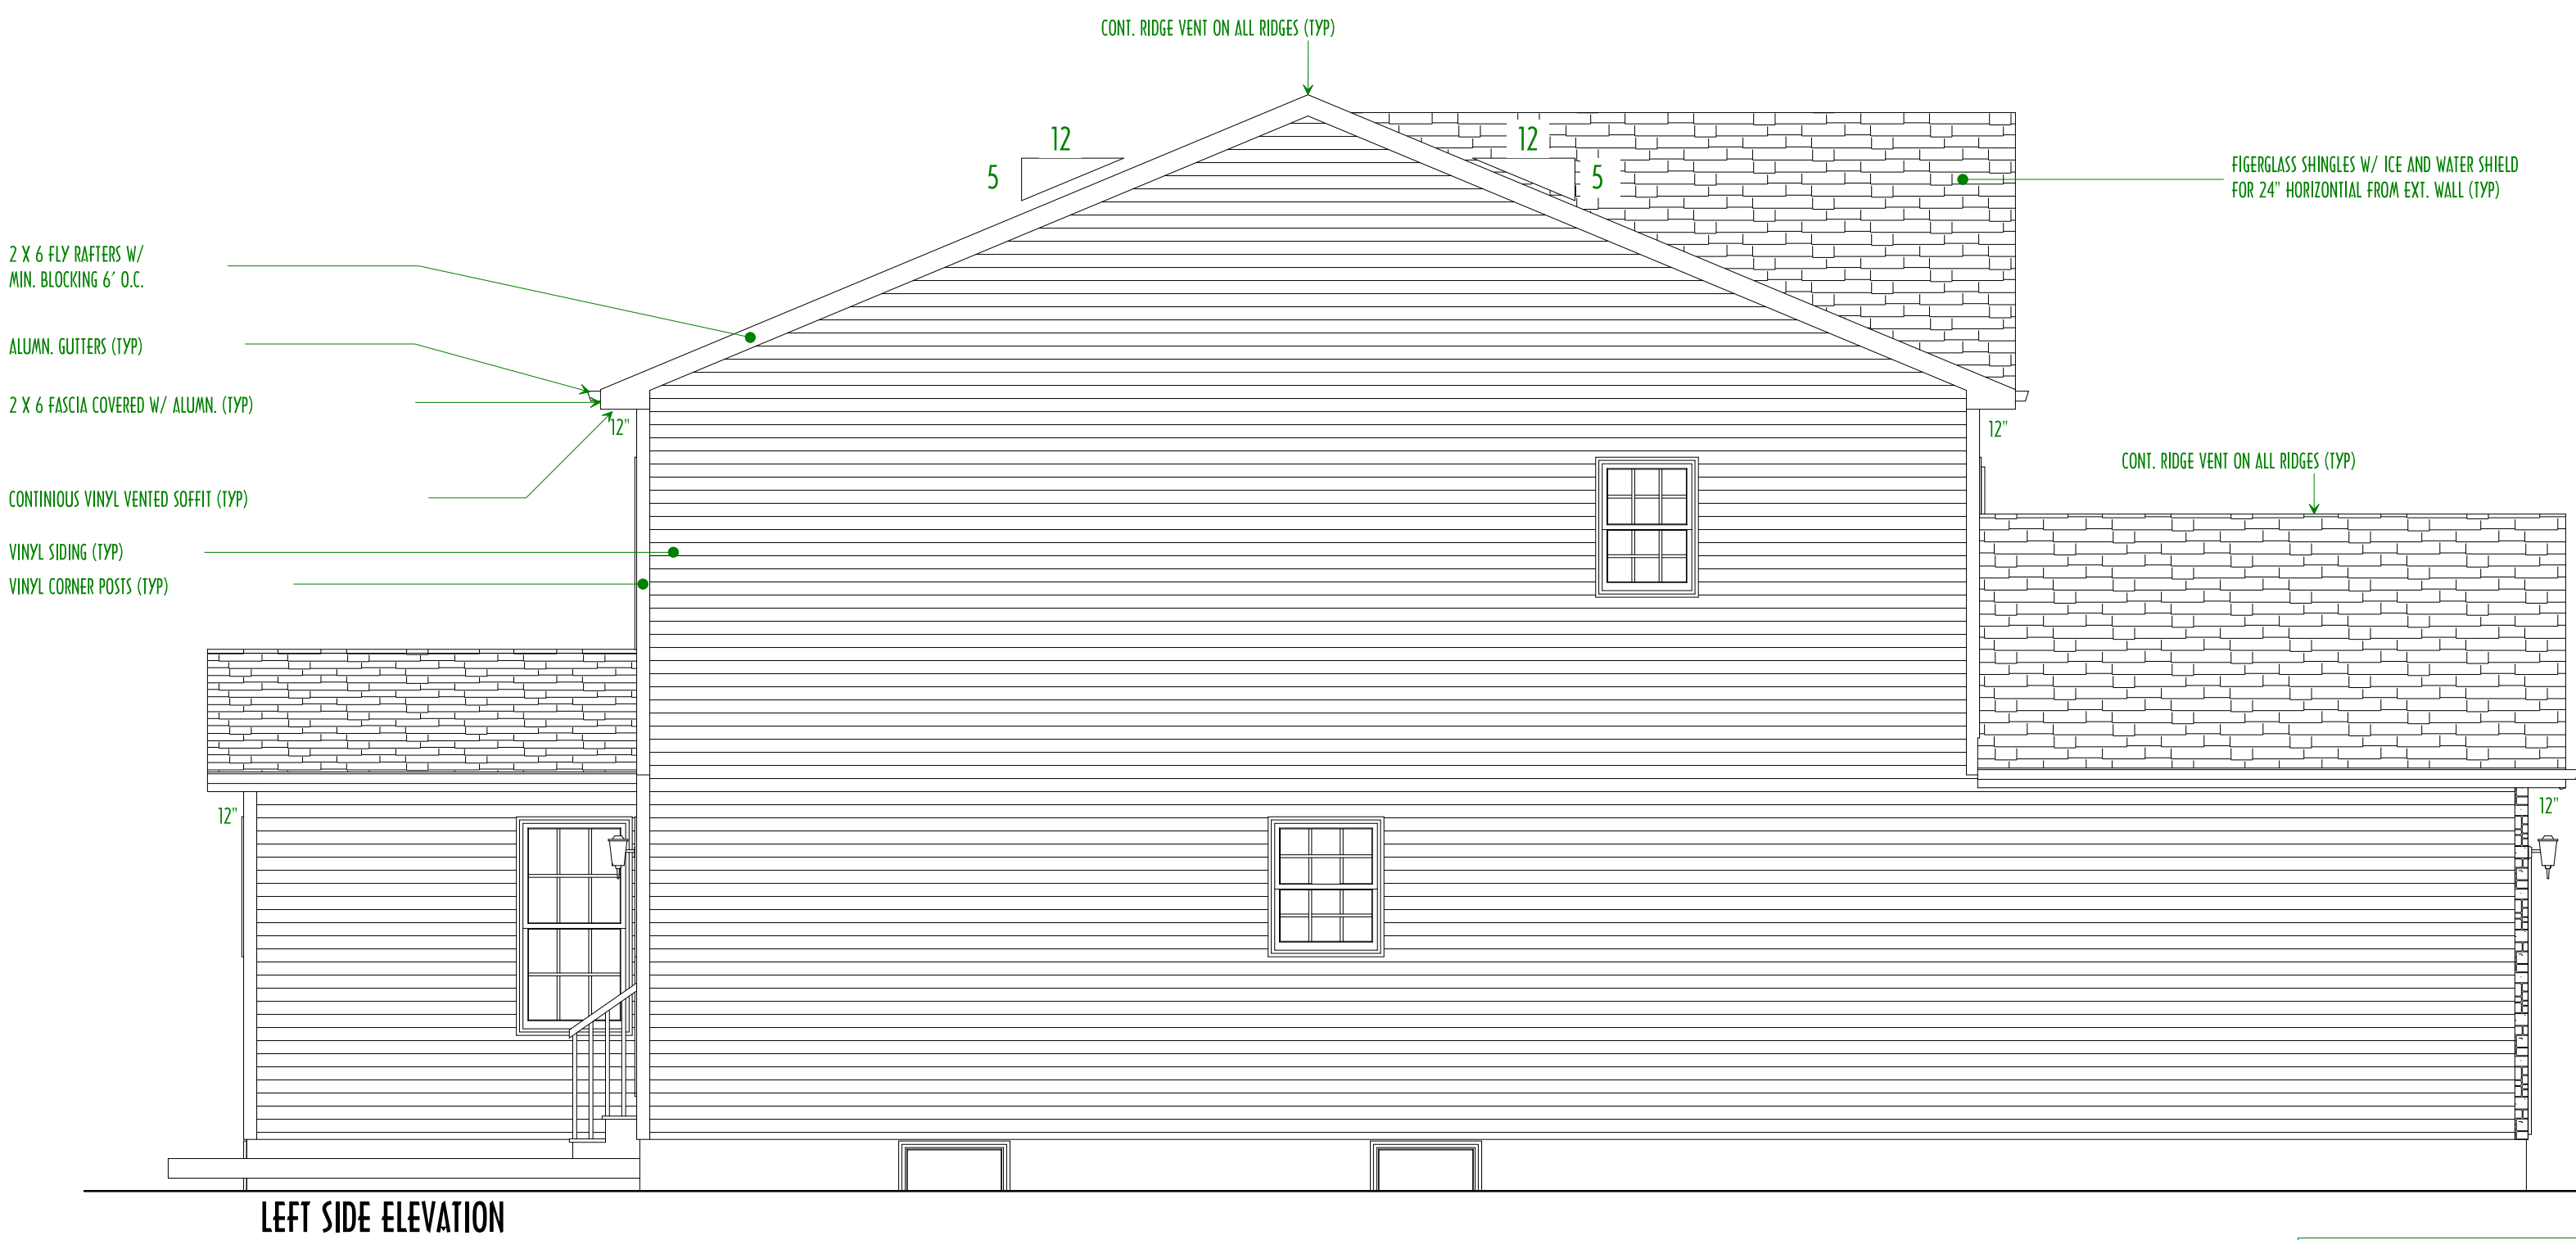 CONT. RIDGE VENT ON ALL RIDGES (TYP)
12
5
12
5
FIGERGLASS SHINGLES W/ ICE AND WATER SHIELD
FOR 24" HORIZONTIAL FROM EXT. WALL (TYP)
2 X 6 FLY RAFTERS W/
MIN. BLOCKING 6' O.C.
ALUMN. GUTTERS (TYP)
2 X 6 FASCIA COVERED W/ ALUMN. (TYP)
12"
12"
CONT. RIDGE VENT ON ALL RIDGES (TYP)
CONTINIOUS VINYL VENTED SOFFIT (TYP)
VINYL SIDING (TYP)
VINYL CORNER POSTS (TYP)
12"
12"
LEFT SIDE ELEVATION